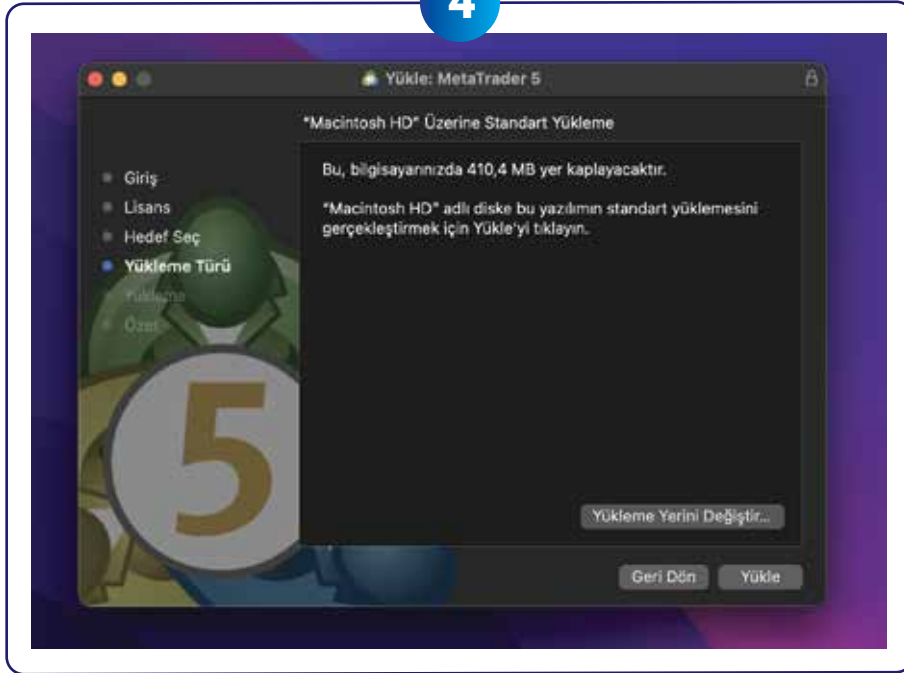 4
Yükle: MetaTrader 5
"Macintosh HD" Üzerine Standart Yükleme
Giriş
Lisans
Hedef Seç
Yükleme Türü
Yükleme
Özet
Bu, bilgisayarınızda 410,4 MB yer kaplayacaktır.
"Macintosh HD" adlı diske bu yazılımın standart yüklemesini
gerçekleştirmek için Yükle'yi tıklayın.
5
Yükleme Yerini Değiştir...
Geri Dön
Yükle